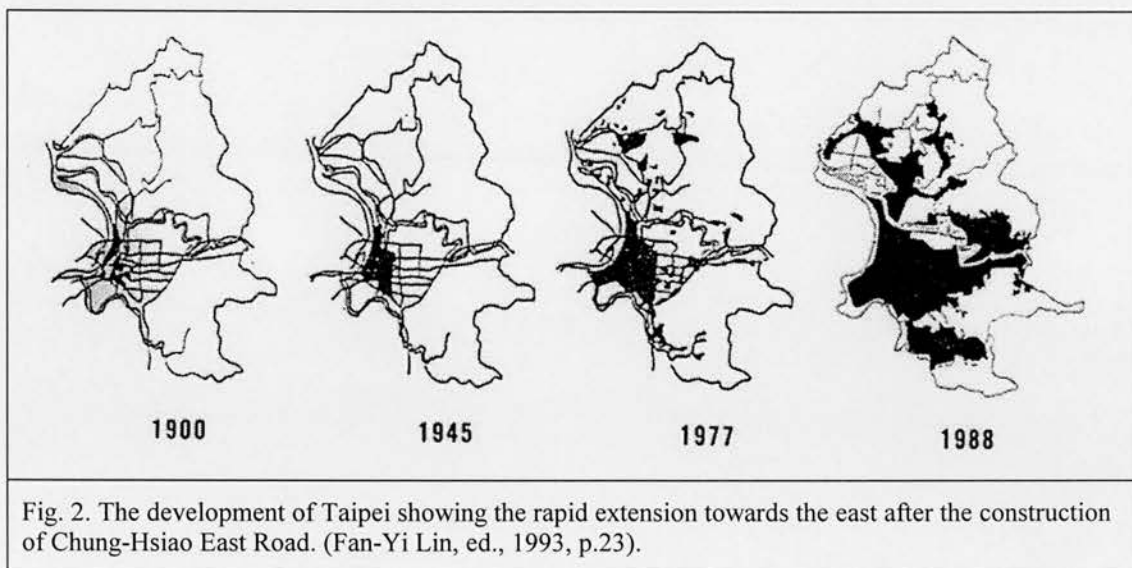 1900
1945
1977
1988
Fig. 2. The development of Taipei showing the rapid extension towards the east after the construction
of Chung-Hsiao East Road. (Fan-Yi Lin, ed., 1993, p.23).